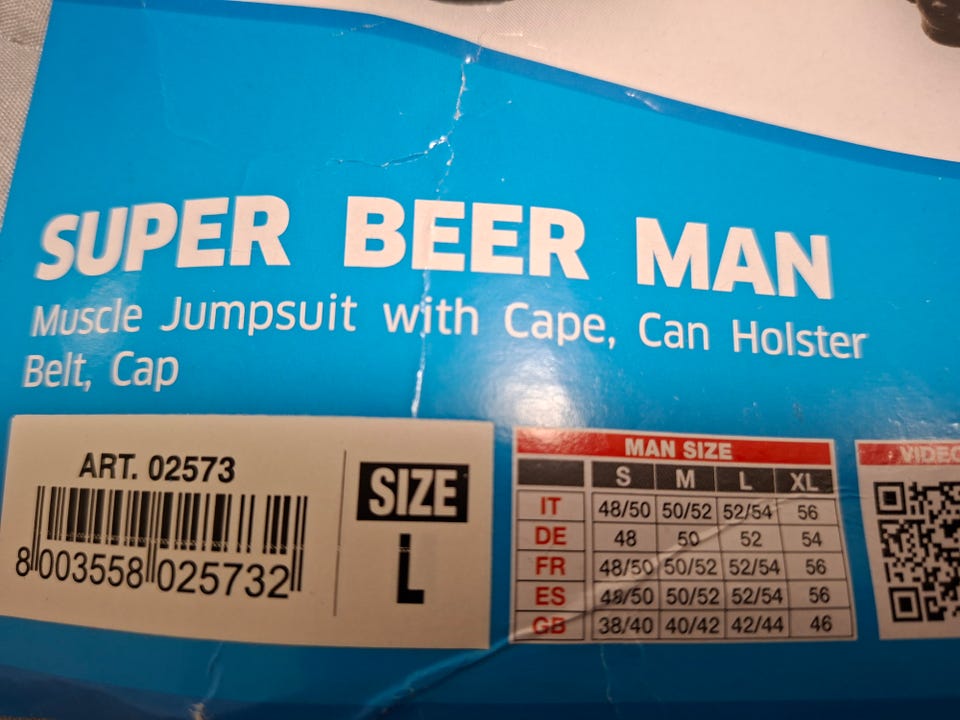 SUPER BEER MAN
Muscle Jumpsuit with Cape, Can Holster
Belt, Cap
ART. 02573
8 003558 025732
SIZE
L
MAN SIZE
S M L XL
IT 48/50 50/52 52/54 56
DE 48 50 52 54
FR 48/50 50/52 52/54 56
ES 48/50 50/52 52/54 56
GB 38/40 40/42 42/44 46
VIDEO